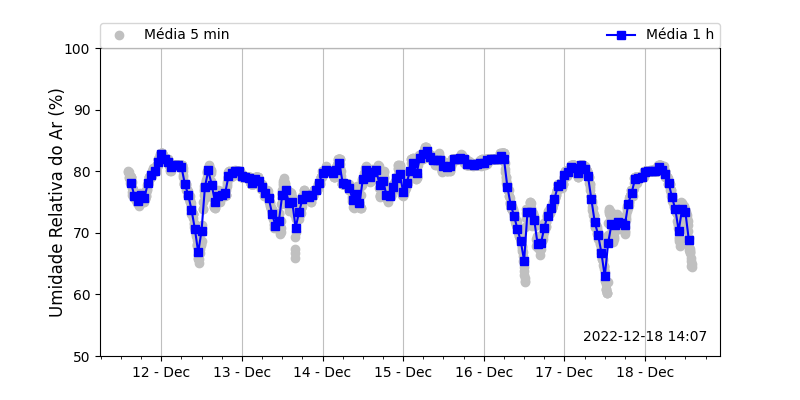 Média 5 min
Média 1 h
Umidade Relativa do Ar (%)
100
90
80
70
60
50
2022-12-18 14:07
12 - Dec
13 - Dec
14 - Dec
15 - Dec
16 - Dec
17 - Dec
18 - Dec